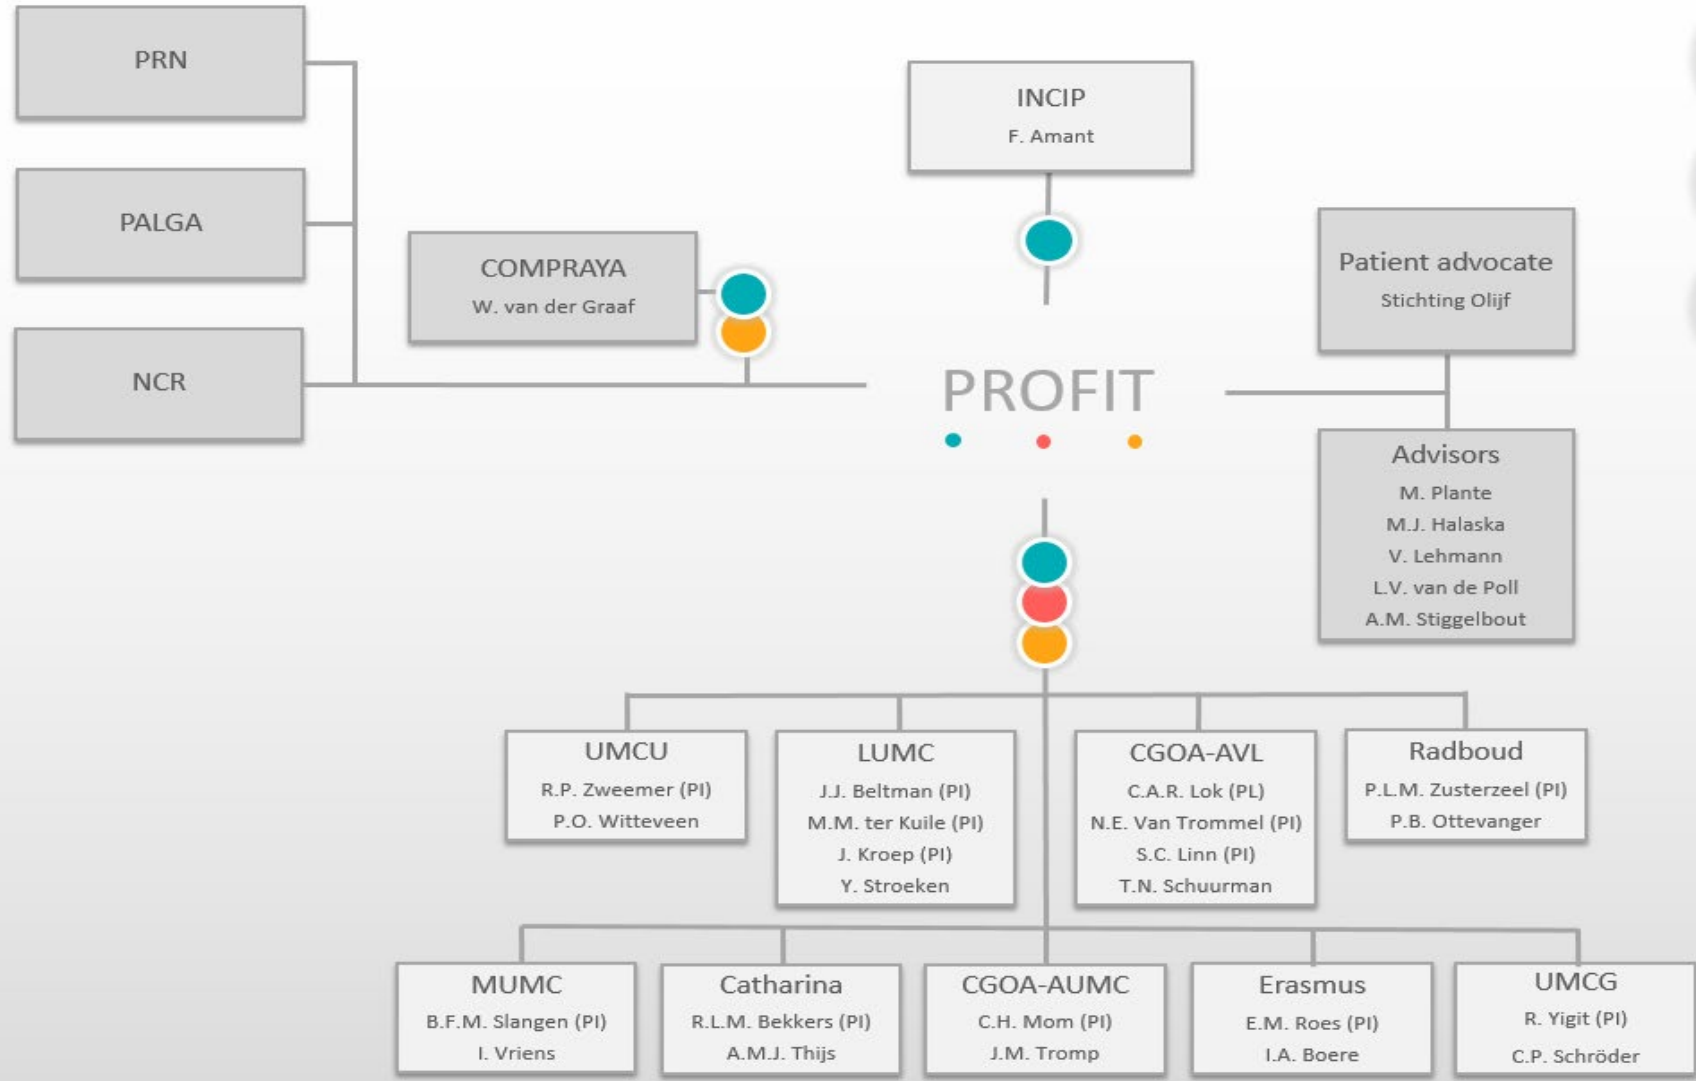 PRN
PALGA
NCR
COMPRAYA
W. van der Graaf
INCIP
F. Amant
PROFIT
Patient advocate
Stichting Olijf
Advisors
M. Plante
M.J. Halaska
V. Lehmann
L.V. van de Poll
A.M. Stiggelbout
UMCU
R.P. Zweemer (PI)
P.O. Witteveen
LUMC
J.J. Beltman (PI)
M.M. ter Kuile (PI)
J. Kroep (PI)
Y. Stroeken
CGOA-AVL
C.A.R. Lok (PL)
N.E. Van Trommel (PI)
S.C. Linn (PI)
T.N. Schuurman
Radboud
P.L.M. Zusterzeel (PI)
P.B. Ottevanger
MUMC
B.F.M. Slangen (PI)
I. Vriens
Catharina
R.L.M. Bekkers (PI)
A.M.J. Thijs
CGOA-AUMC
C.H. Mom (PI)
J.M. Tromp
Erasmus
E.M. Roes (PI)
I.A. Boere
UMCG
R. Yigit (PI)
C.P. Schröder